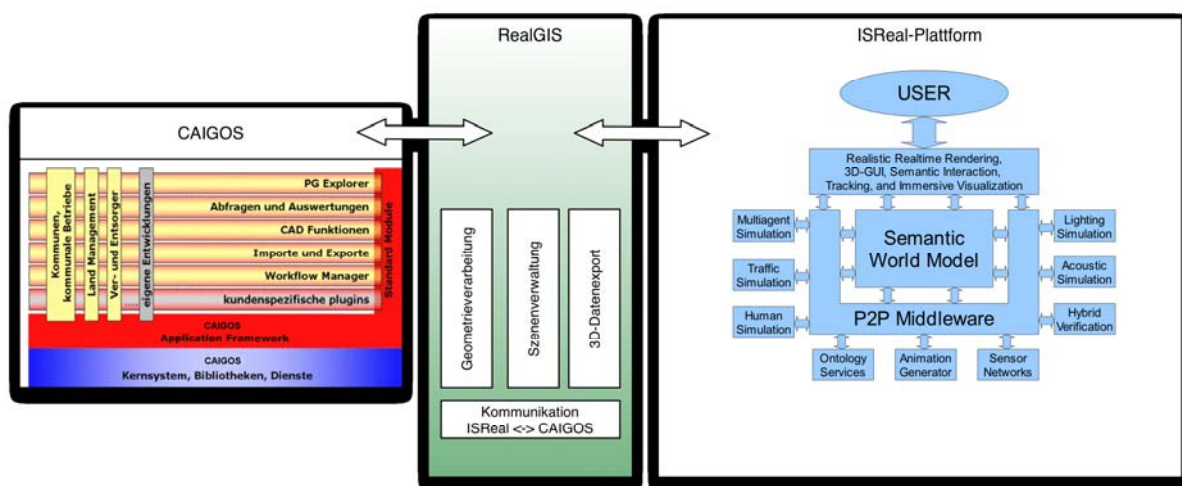 CAIGOS
Kommunen,
kommunale Betriebe
Land Management
Ver- und Entsorger
....
eigene Entwicklungen
PG Explorer
Abfragen und Auswertungen
CAD Funktionen
Importe und Exporte
Workflow Manager
kundenspezifische plugins
Standard Module
CAIGOS
Application Framework
CAIGOS
Kernsystem, Bibliotheken, Dienste
RealGIS
Geometrieverarbeitung
Szenenverwaltung
3D-Datenexport
Kommunikation
ISReal <-> CAIGOS
ISReal-Plattform
USER
Realistic Realtime Rendering,
3D-GUI, Semantic Interaction,
Tracking, and Immersive Visualization
Multiagent
Simulation
Traffic
Simulation
Human
Simulation
Semantic
World Model
P2P Middleware
Lighting
Simulation
Acoustic
Simulation
Hybrid
Verification
Ontology
Services
Animation
Generator
Sensor
Networks